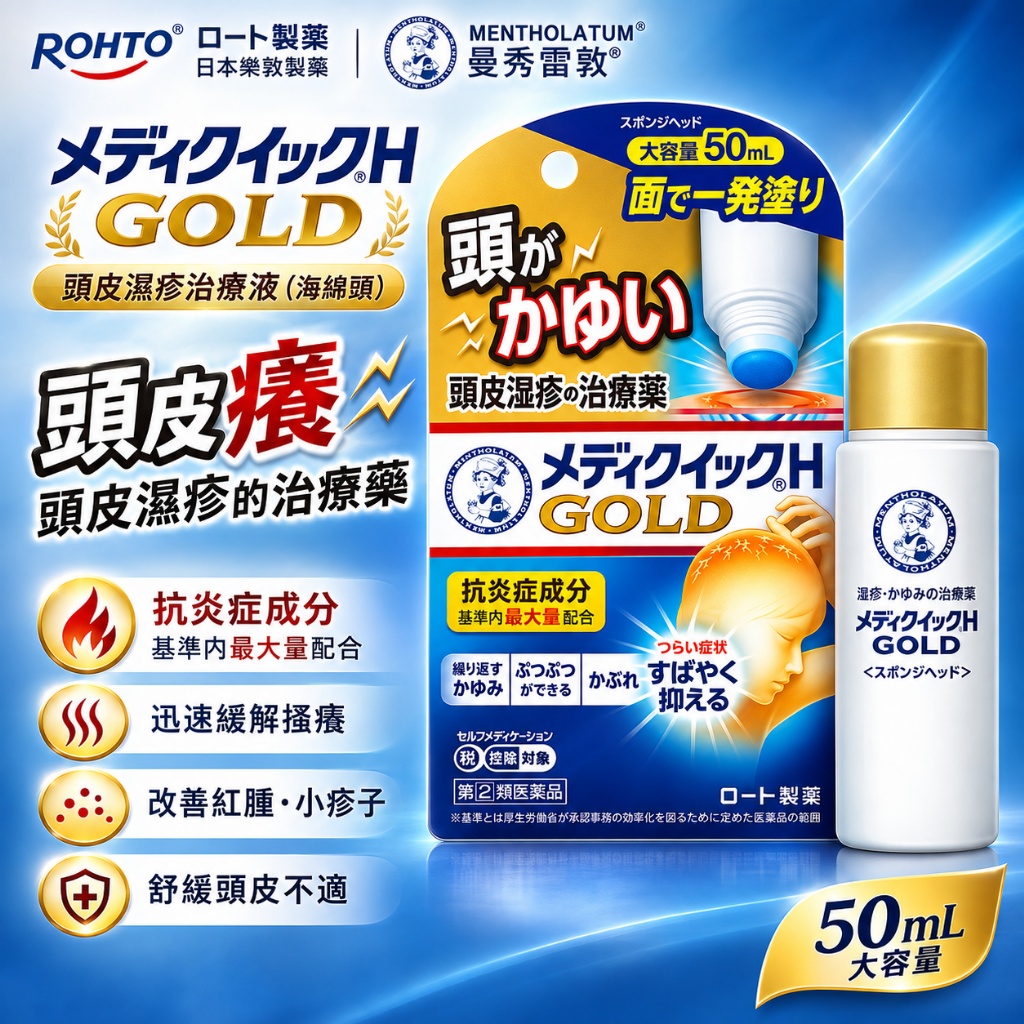 ROHTO® ロート製薬
日本樂敦製藥
MENTHOLATUM®
曼秀雷敦®
メディクイックH®
GOLD
頭皮濕疹治療液(海綿頭)
頭皮癢
頭皮濕疹的治療藥
抗炎症成分
基準内最大量配合
迅速緩解搔癢
改善紅腫・小疹子
舒緩頭皮不適
スポンジヘッド
大容量50mL
面で一発塗り
頭が
かゆい
頭皮湿疹の治療薬
MENTHOLATUM
メディクイックH®
GOLD
抗炎症成分
基準内最大量配合
つらい症状
すばやく
抑える
繰り返す
かゆみ
ぷつぷつ
ができる
かぶれ
セルフメディケーション
税 控除 対象
第②類医薬品
ロート製薬
※基準とは厚生労働省が承認事務の効率化を図るために定めた医薬品の範囲
MENTHOLATUM
湿疹・かゆみの治療薬
メディクイックH
GOLD
<スポンジヘッド>
50mL
大容量